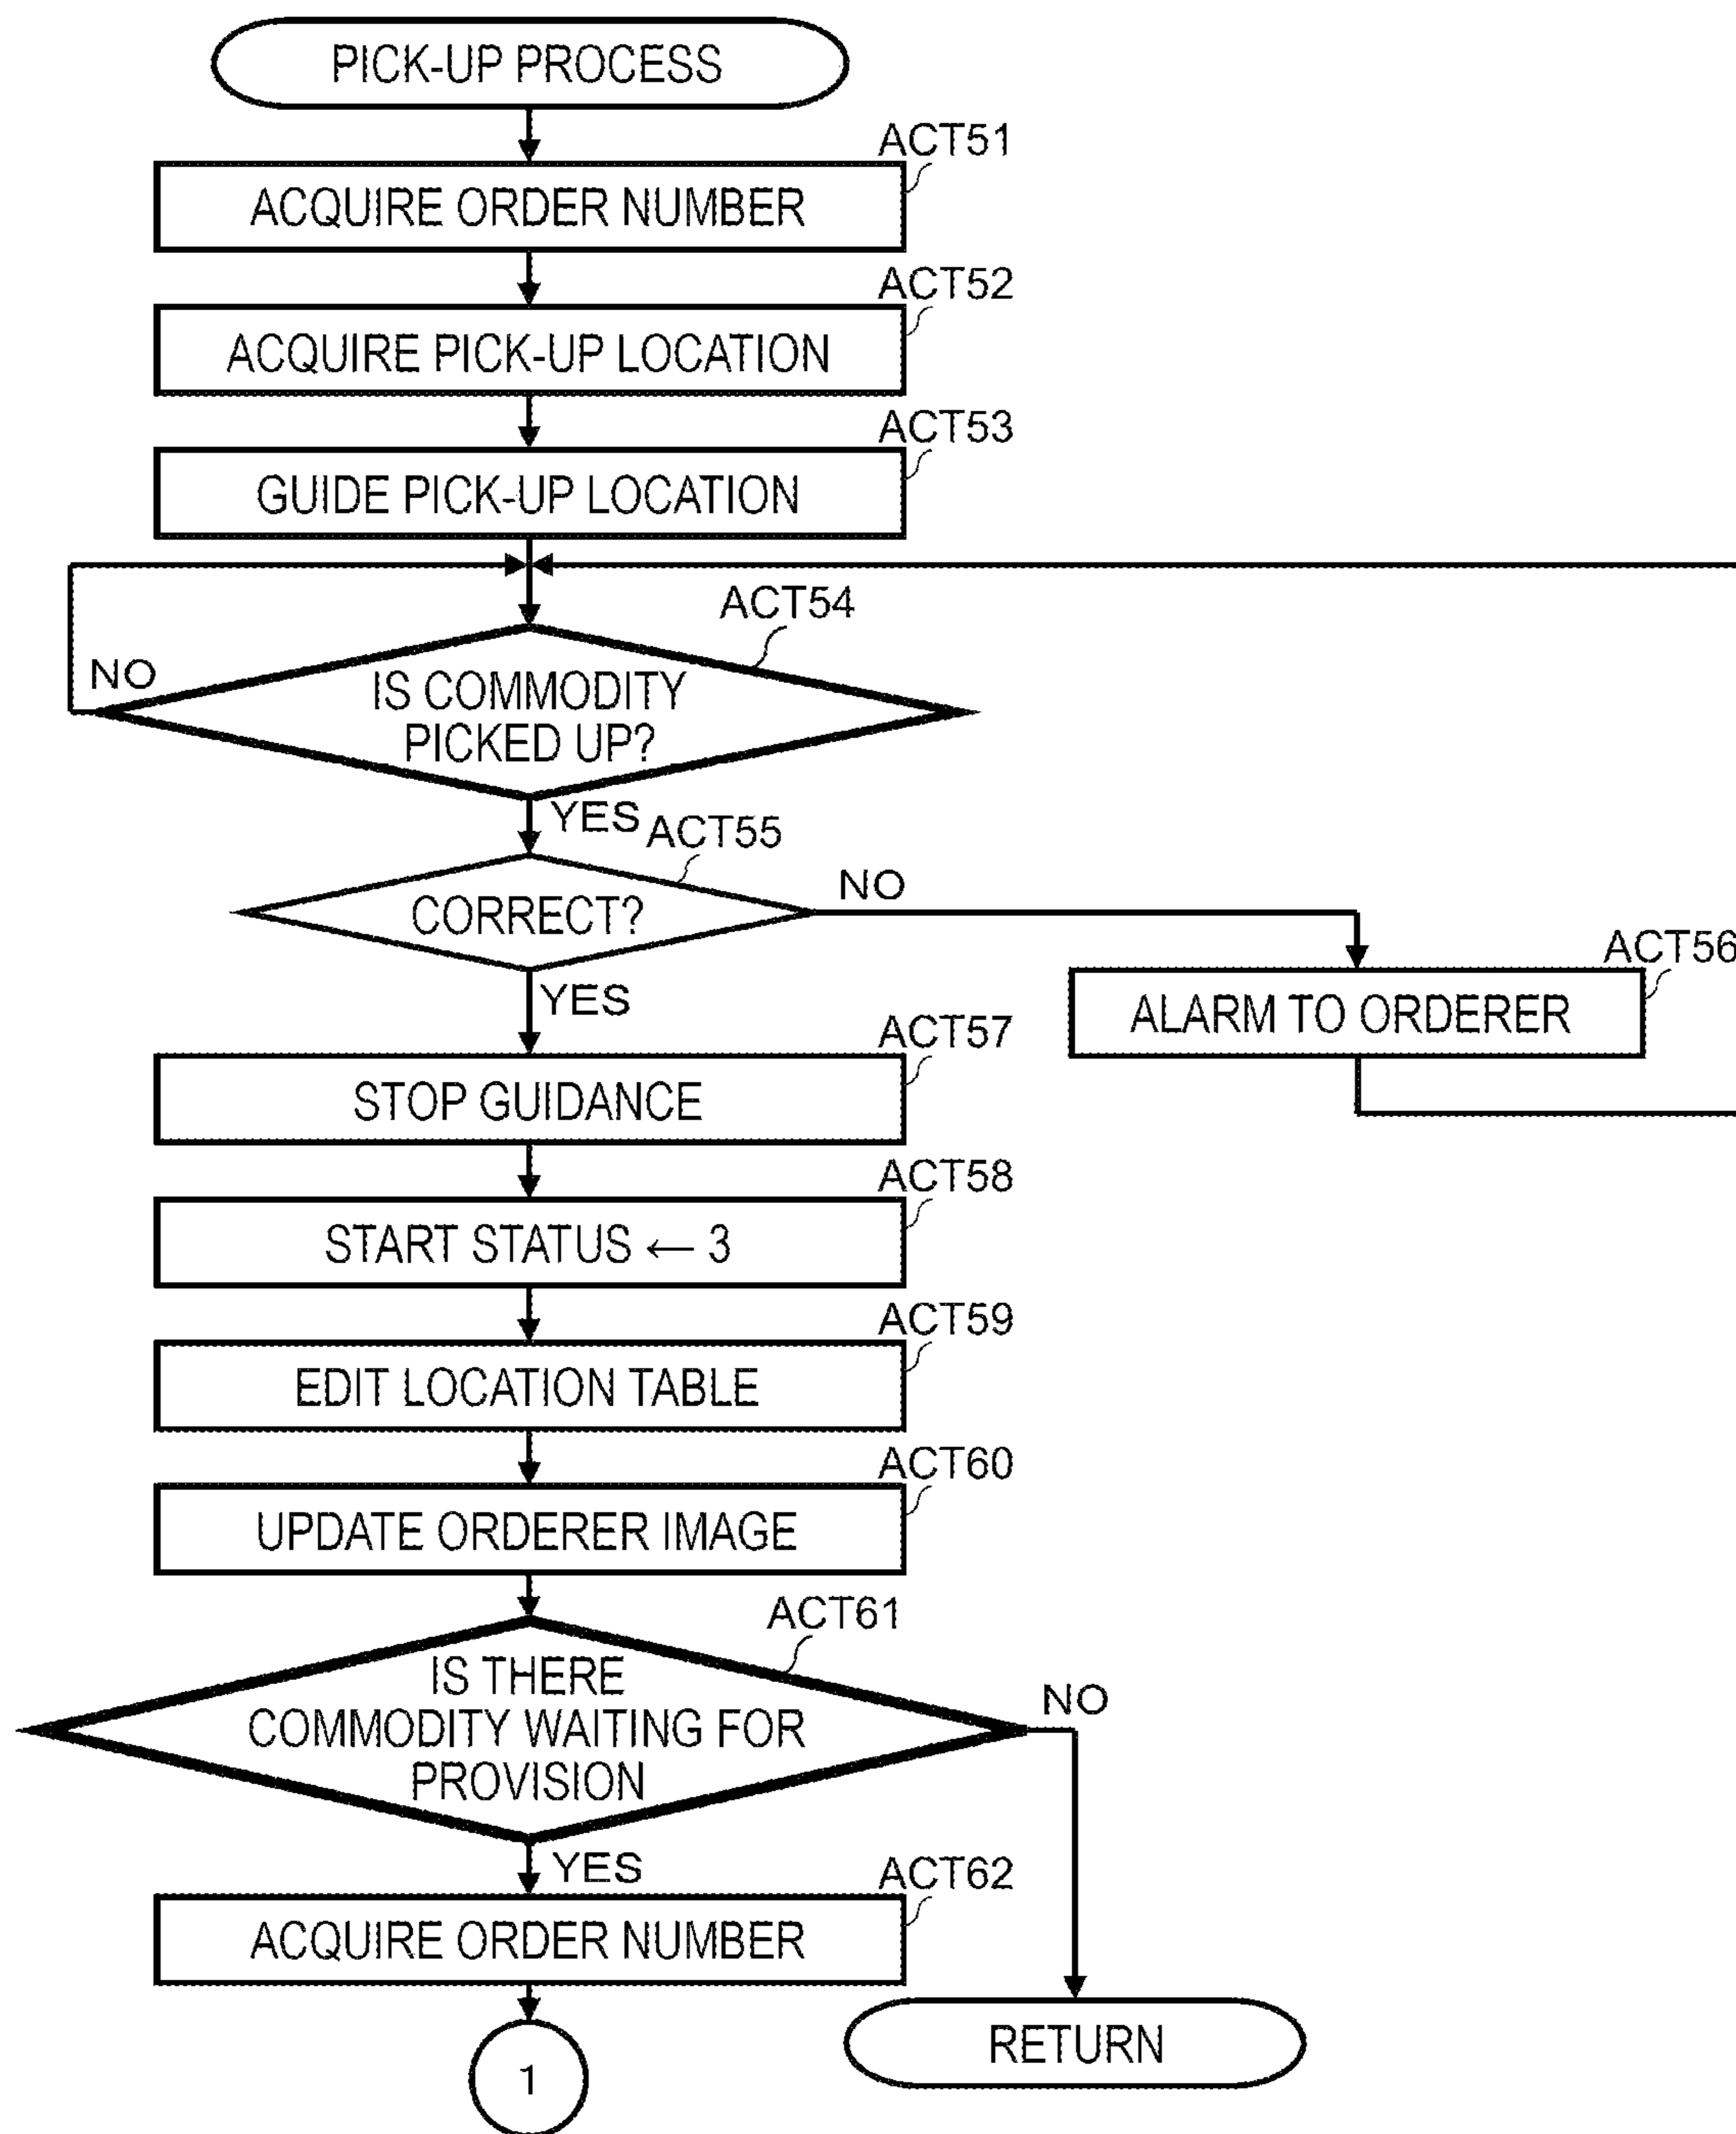 PICK-UP PROCESS
ACT51
ACQUIRE ORDER NUMBER
ACT52
ACQUIRE PICK-UP LOCATION
ACT53
GUIDE PICK-UP LOCATION
ACT54
NO
IS COMMODITY
PICKED UP?
YES
ACT55
CORRECT?
NO
ACT56
ALARM TO ORDERER
YES
ACT57
STOP GUIDANCE
ACT58
START STATUS ← 3
ACT59
EDIT LOCATION TABLE
ACT60
UPDATE ORDERER IMAGE
ACT61
IS THERE
COMMODITY WAITING FOR
PROVISION
NO
YES
ACT62
ACQUIRE ORDER NUMBER
RETURN
1